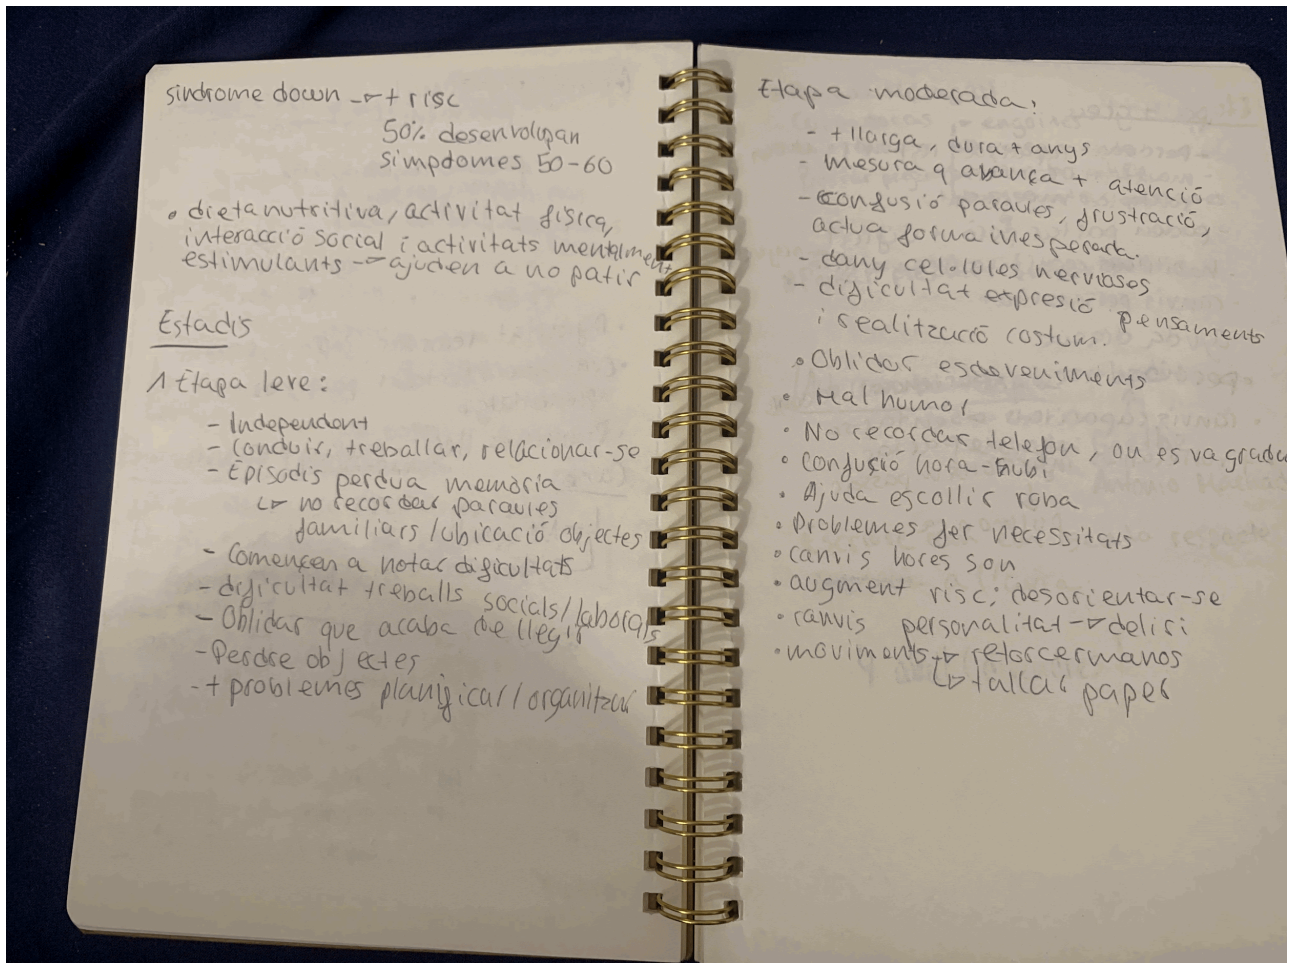 sindrome down → + risc
50% desenvolupan
simptomes 50-60
• dieta nutritiva, activitat física,
interacció social i activitats mentalment
estimulants → ajuden a no patir
Estadis
1 Etapa leve:
- Independent
- conduir, treballar, relacionar-se
- Episodis perdua memoria
↳ no recordar paraules
familiars / ubicació objectes
- Començen a notar dificultats
- dificultat treballs socials/laborals
- Oblidar que acaba de llegir
- Perdre objectes
- + problemes planificar / organitzar
Etapa moderada:
- + llarga, dura + anys
- mesura q avança + atenció
- confusió paraules, frustració,
actua forma inesperada.
- dany cel·lules nervioses
- dificultat expresió pensaments
i realització costum.
• Oblidar esdeveniments
• Mal humor
• No recordar telefon, on es va graduar
• confusió hora-
• Ajuda escollir roba
• problemes fer necessitats
• canvis hores son
• augment risc: desorientar-se
• canvis personalitat → deliri
• moviments → retorcer manos
↳ tallar paper